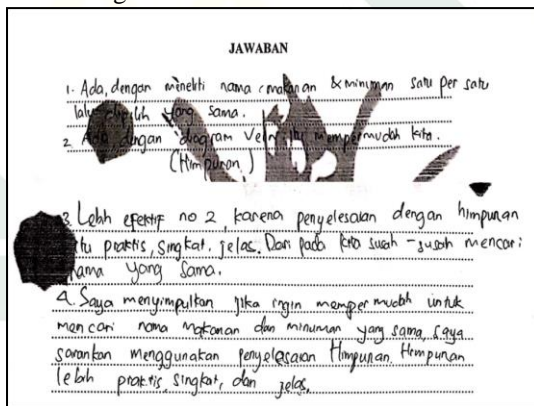 JAWABAN
1. Ada, dengan meneliti nama makanan & minuman satu per satu
lalu dipilih yang sama.
2. Ada, dengan diagram Venn itu mempermudah kita.
(Himpunan)
3. Lebih efektif no 2, karena penyelesaian dengan himpunan
itu praktis, singkat, jelas. Dari pada kita susah-susah mencari
nama yang sama.
4. Saya menyimpulkan jika ingin mempermudah untuk
mencari nama makanan dan minuman yang sama, saya
sarankan menggunakan penyelesaian Himpunan. Himpunan
lebih praktis, singkat, dan jelas.